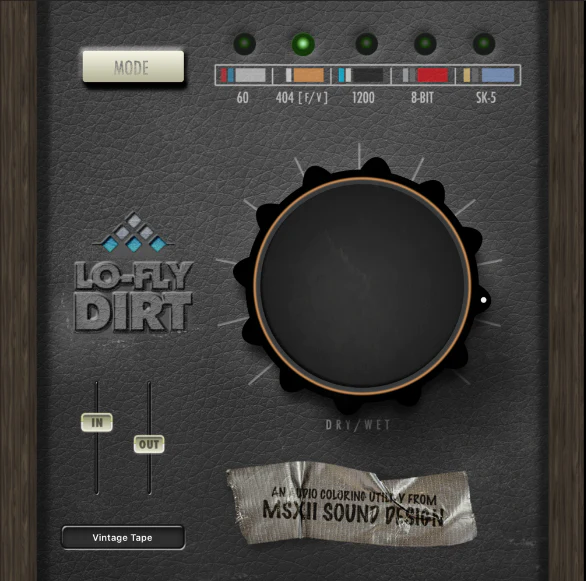 MODE
60
404 [F/V]
1200
8-BIT
SK-5
LO-FLY
DIRT
DRY/WET
IN
OUT
AN AUDIO COLORING UTILITY FROM
MSXII SOUND DESIGN
Vintage Tape